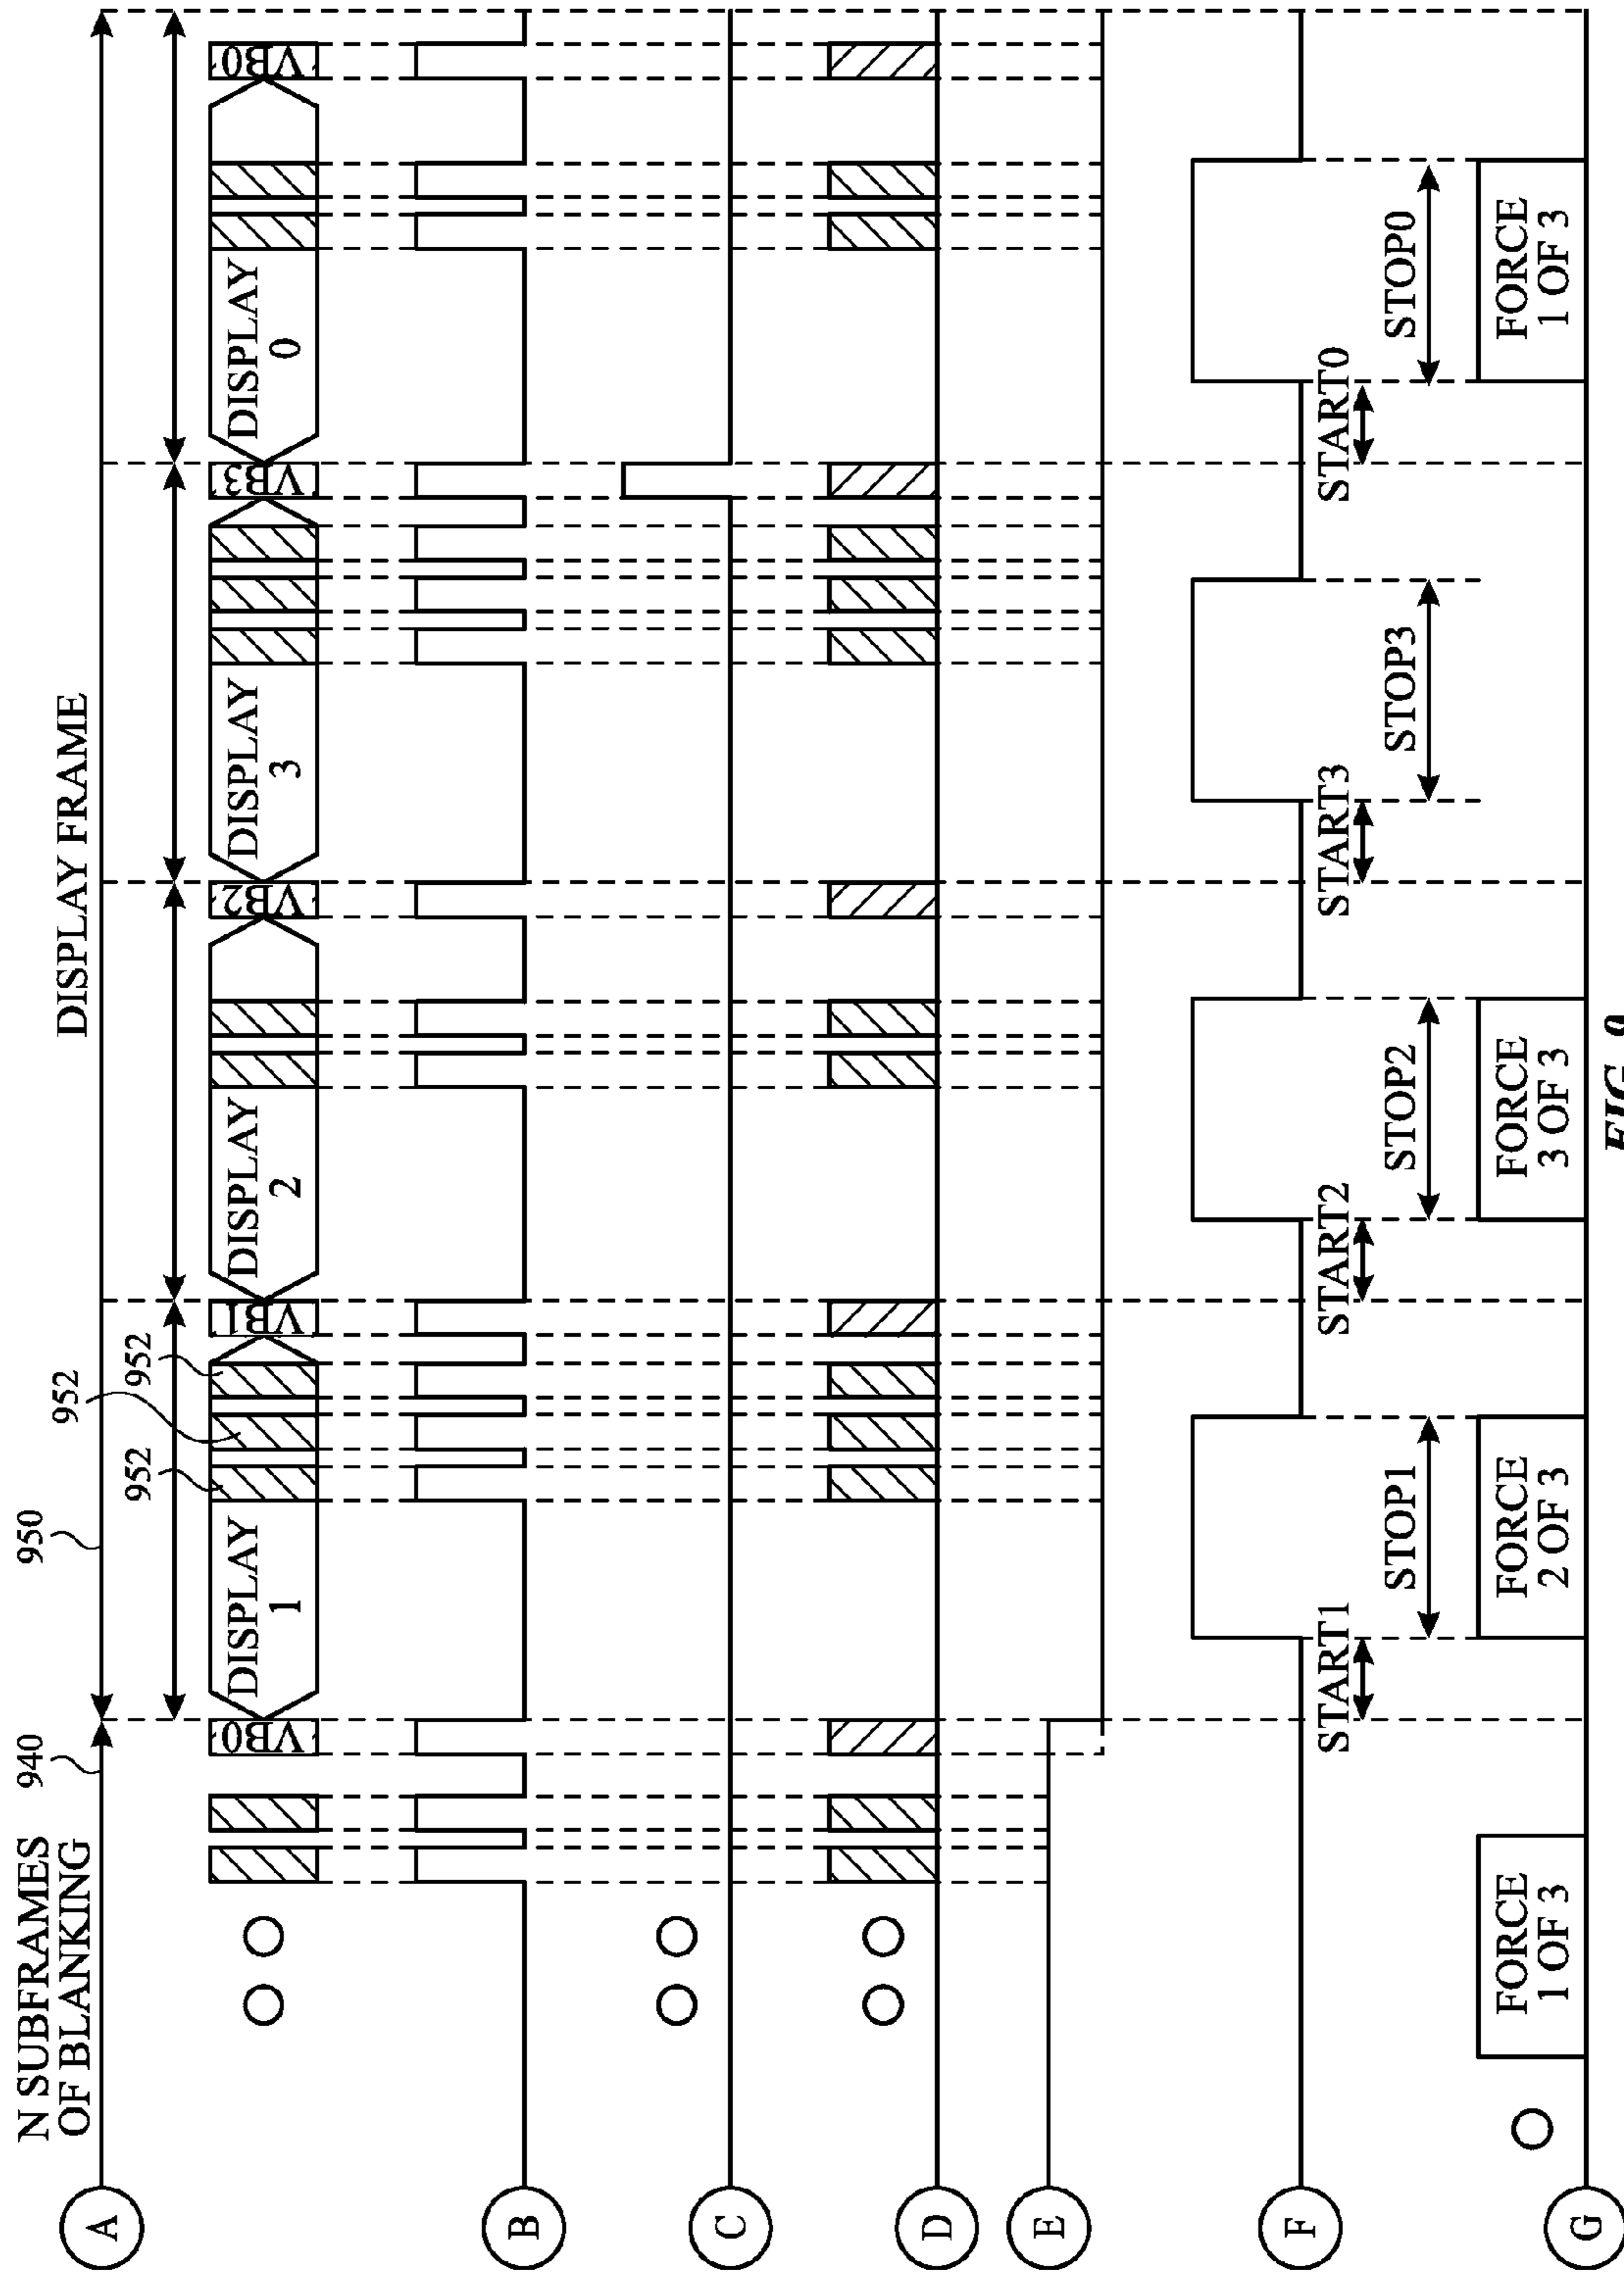 N SUBFRAMES
OF BLANKING
940
950
952
952
952
DISPLAY FRAME
A
VB0
DISPLAY
1
VB1
DISPLAY
2
VB2
DISPLAY
3
VB3
DISPLAY
0
VB0
B
C
D
E
F
START1
START2
START3
START0
STOP1
STOP2
STOP3
STOP0
G
FORCE
1 OF 3
FORCE
2 OF 3
FORCE
3 OF 3
FORCE
1 OF 3
FIG. 9